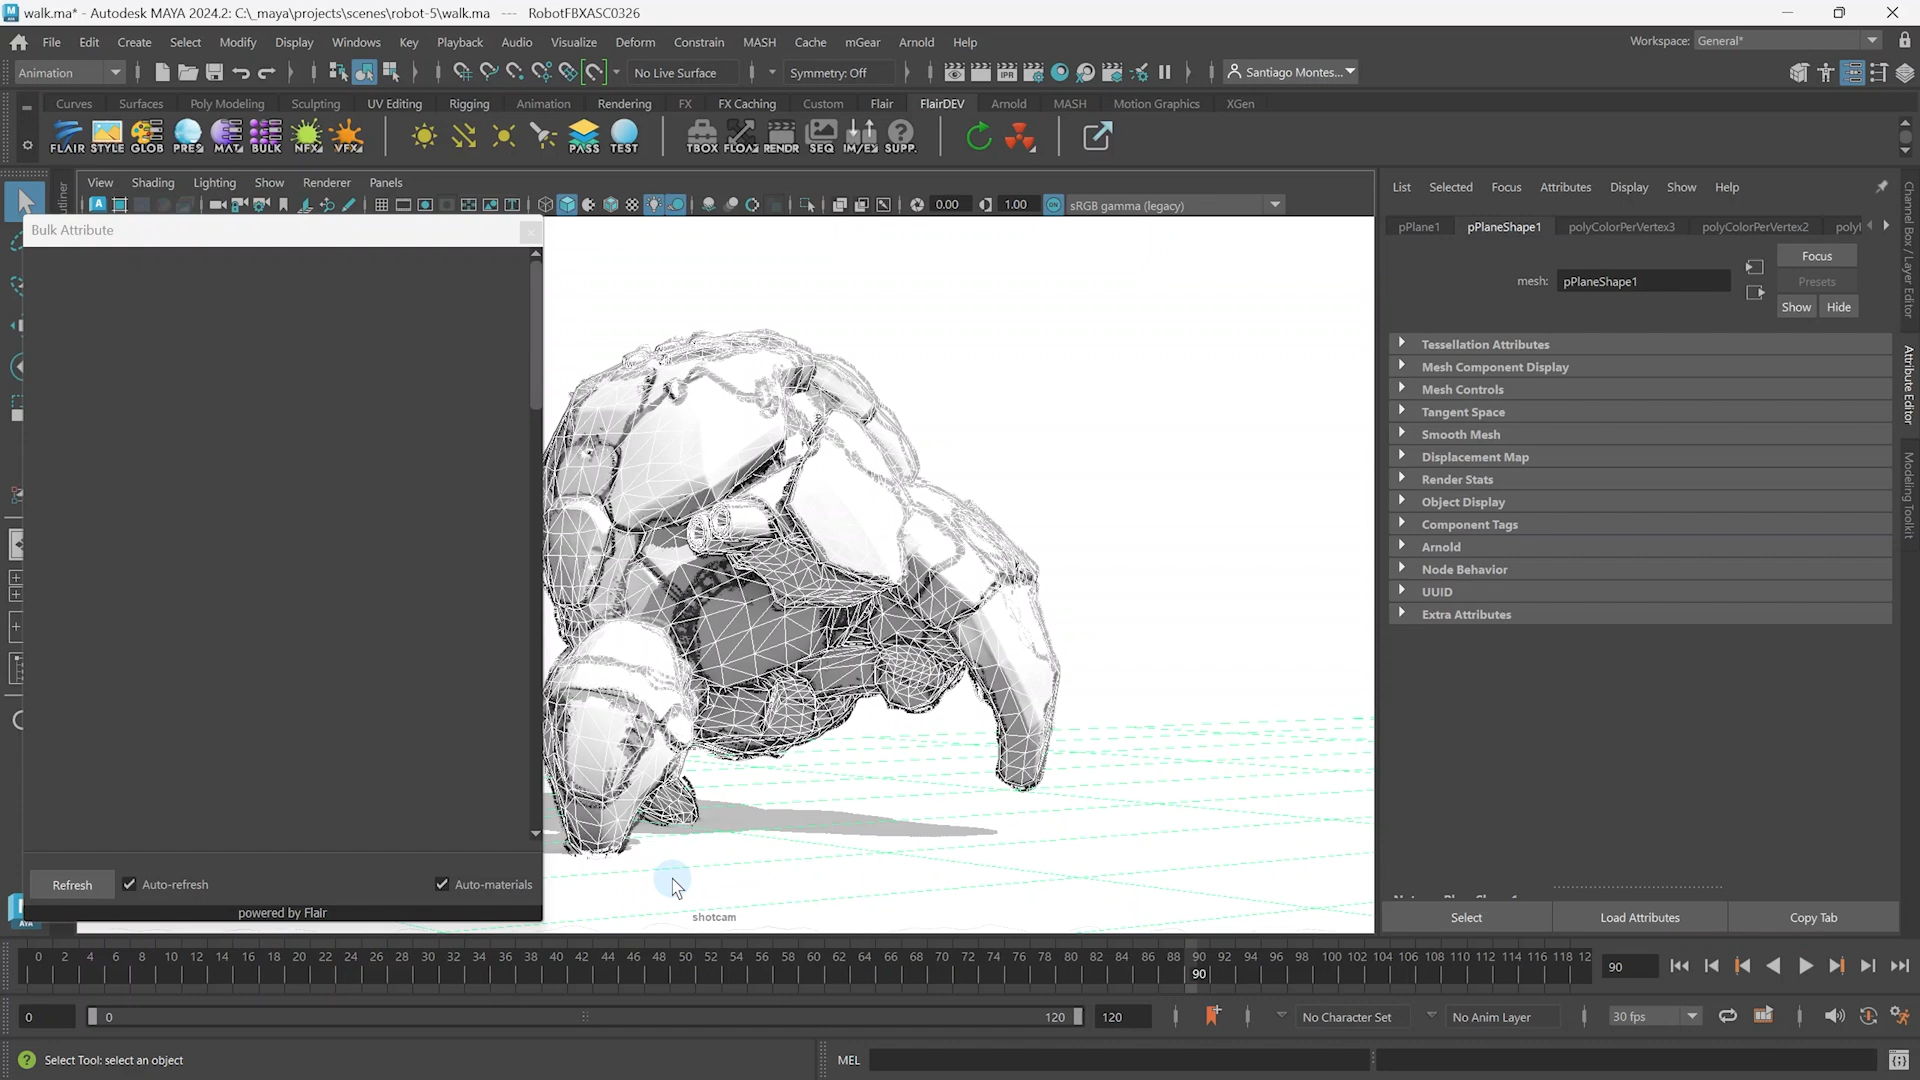 walk.ma* - Autodesk MAYA 2024.2: C:\_maya\projects\scenes\robot-5\walk.ma --- RobotFBXASC0326
File Edit Create Select Modify Display Windows Key Playback Audio Visualize Deform Constrain MASH Cache mGear Arnold Help
Workspace: General*
Animation
No Live Surface
Symmetry: Off
Santiago Montes...
Curves Surfaces Poly Modeling Sculpting UV Editing Rigging Animation Rendering FX FX Caching Custom Flair FlairDEV Arnold MASH Motion Graphics XGen
FLAIR STYLE GLOB PRES MAT BULK NFX VFX PASS TEST TBOX FLOA RENDR SEQ IM/EX SUPP.
View Shading Lighting Show Renderer Panels
0.00 1.00 ON sRGB gamma (legacy)
Bulk Attribute
Refresh
Auto-refresh
Auto-materials
powered by Flair
shotcam
List Selected Focus Attributes Display Show Help
pPlane1 pPlaneShape1 polyColorPerVertex3 polyColorPerVertex2
mesh: pPlaneShape1
Focus
Presets
Show Hide
Tessellation Attributes
Mesh Component Display
Mesh Controls
Tangent Space
Smooth Mesh
Displacement Map
Render Stats
Object Display
Component Tags
Arnold
Node Behavior
UUID
Extra Attributes
Select Load Attributes Copy Tab
Channel Box / Layer Editor
Attribute Editor
Modeling Toolkit
0 2 4 6 8 10 12 14 16 18 20 22 24 26 28 30 32 34 36 38 40 42 44 46 48 50 52 54 56 58 60 62 64 66 68 70 72 74 76 78 80 82 84 86 88 90 92 94 96 98 100 102 104 106 108 110 112 114 116 118 12
90
90
0 0 120 120
No Character Set
No Anim Layer
30 fps
Select Tool: select an object
MEL